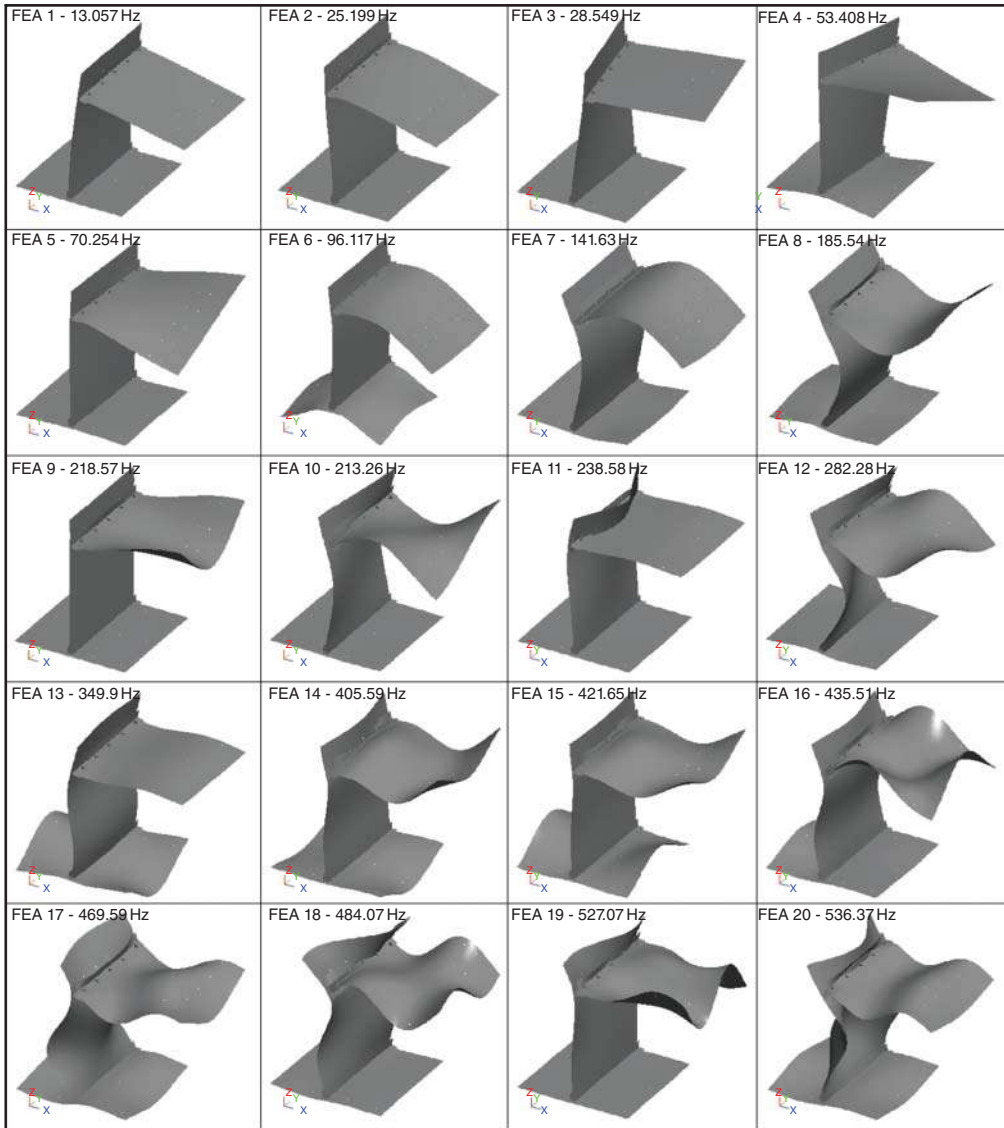 FEA 1 - 13.057 Hz
FEA 2 - 25.199 Hz
FEA 3 - 28.549 Hz
FEA 4 - 53.408 Hz
Z
Y
X
Z
Y
X
Z
Y
X
Z
Y
X
Y
X
FEA 5 - 70.254 Hz
FEA 6 - 96.117 Hz
FEA 7 - 141.63 Hz
FEA 8 - 185.54 Hz
Z
Y
X
Z
Y
X
Z
Y
X
Z
Y
X
FEA 9 - 218.57 Hz
FEA 10 - 213.26 Hz
FEA 11 - 238.58 Hz
FEA 12 - 282.28 Hz
Z
Y
X
Z
Y
X
Z
Y
X
Z
Y
X
FEA 13 - 349.9 Hz
FEA 14 - 405.59 Hz
FEA 15 - 421.65 Hz
FEA 16 - 435.51 Hz
Z
Y
X
Z
Y
X
Z
Y
X
Z
Y
X
FEA 17 - 469.59 Hz
FEA 18 - 484.07 Hz
FEA 19 - 527.07 Hz
FEA 20 - 536.37 Hz
Z
Y
X
Z
Y
X
Z
Y
X
Z
Y
X